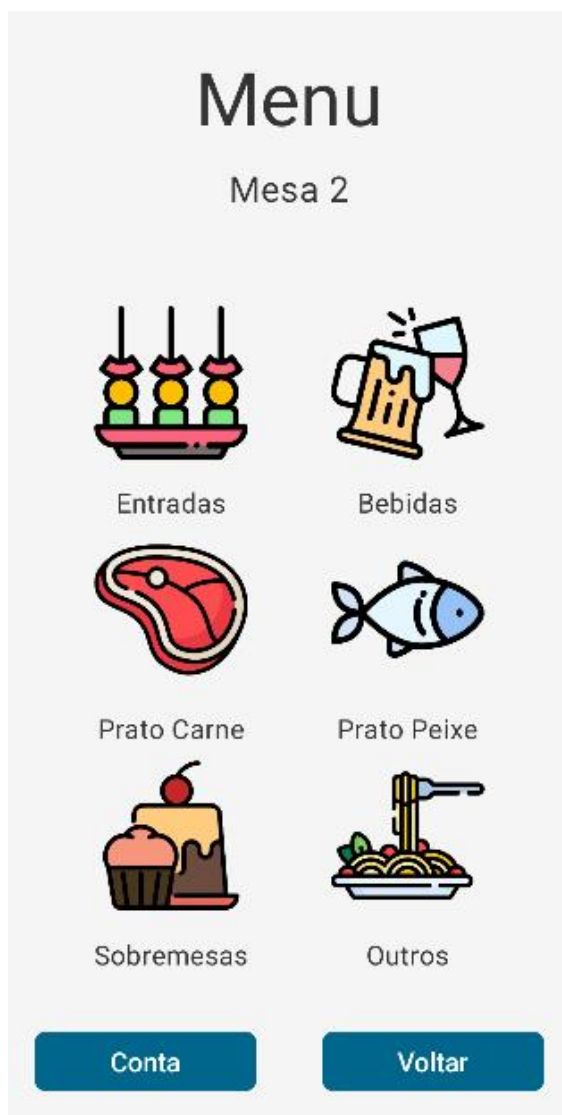 Menu
Mesa 2
Entradas
Bebidas
Prato Carne
Prato Peixe
Sobremesas
Outros
Conta
Voltar